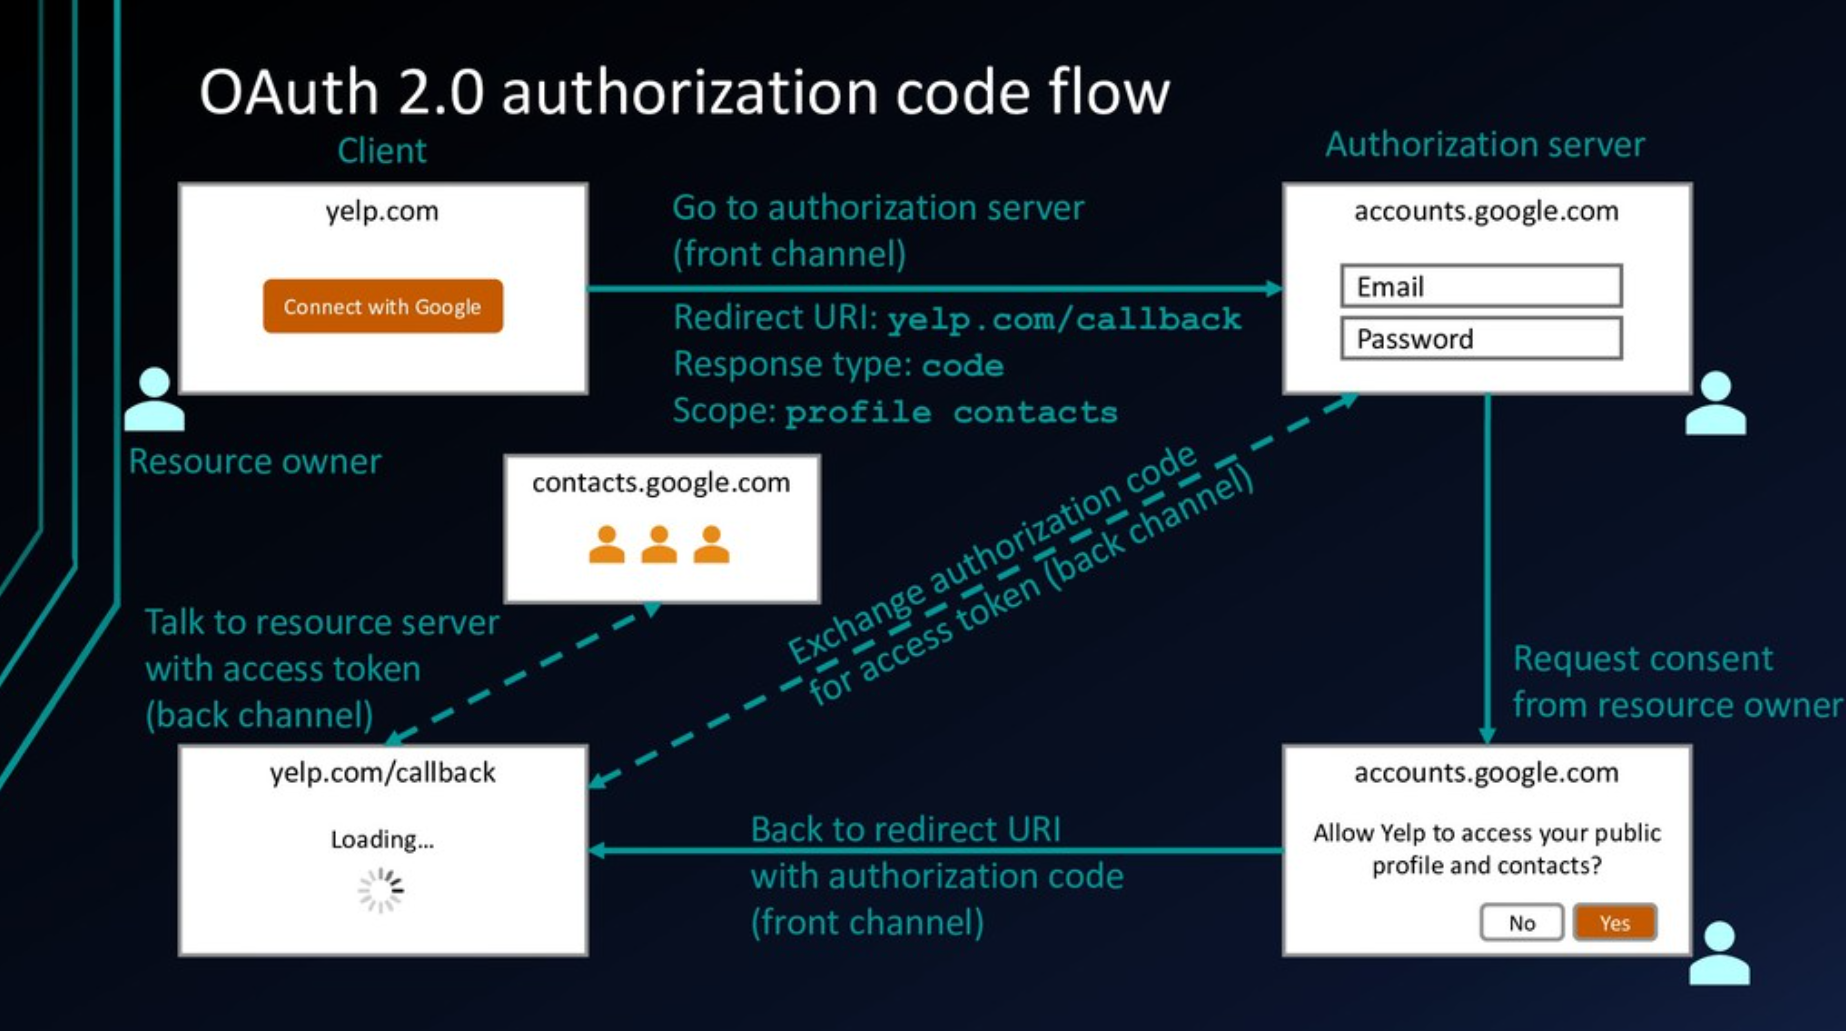 OAuth 2.0 authorization code flow
Client
Authorization server
yelp.com
Connect with Google
Resource owner
Go to authorization server
(front channel)
Redirect URI: yelp.com/callback
Response type: code
Scope: profile contacts
accounts.google.com
Email
Password
contacts.google.com
Exchange authorization code
for access token (back channel)
Talk to resource server
with access token
(back channel)
Request consent
from resource owner
yelp.com/callback
Loading...
Back to redirect URI
with authorization code
(front channel)
accounts.google.com
Allow Yelp to access your public
profile and contacts?
No
Yes